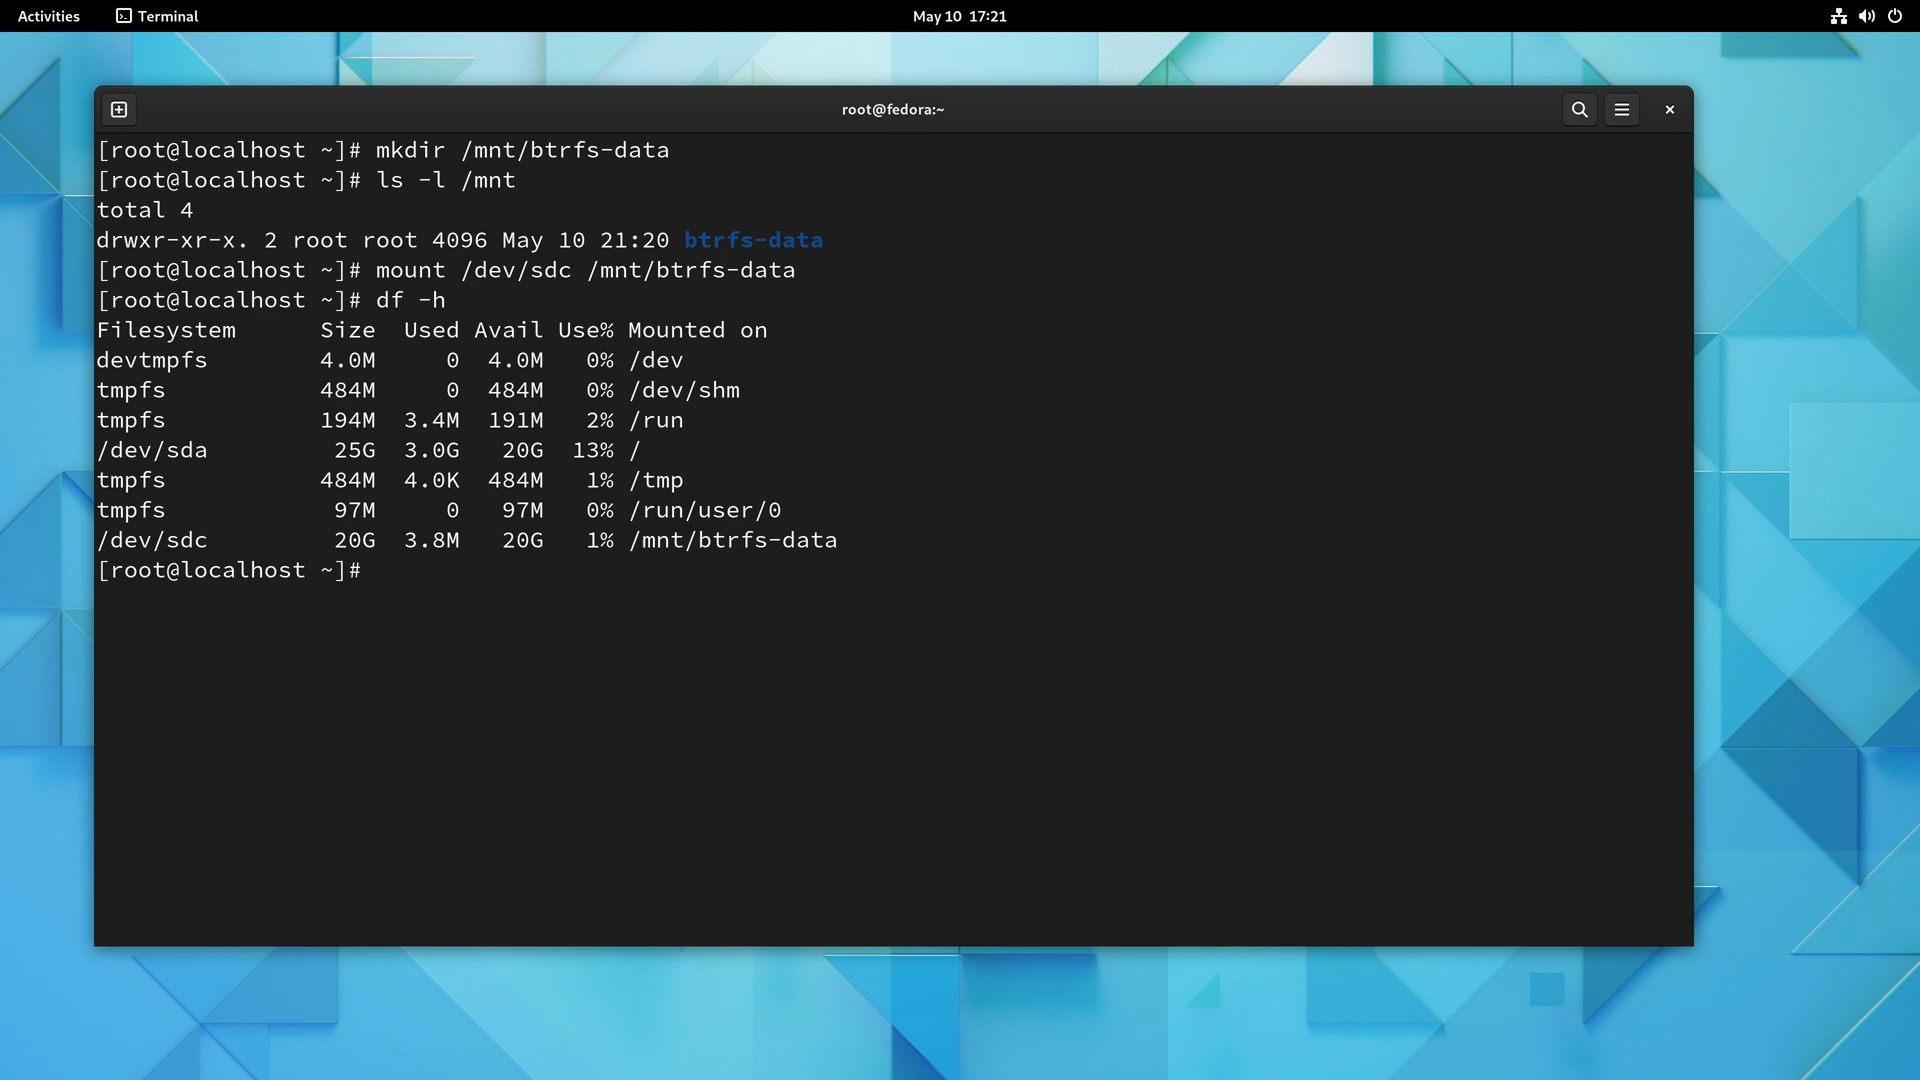 Activities Terminal May 10 17:21
root@fedora:~
[root@localhost ~]# mkdir /mnt/btrfs-data
[root@localhost ~]# ls -l /mnt
total 4
drwxr-xr-x. 2 root root 4096 May 10 21:20 btrfs-data
[root@localhost ~]# mount /dev/sdc /mnt/btrfs-data
[root@localhost ~]# df -h
Filesystem      Size  Used Avail Use% Mounted on
devtmpfs        4.0M     0  4.0M   0% /dev
tmpfs           484M     0  484M   0% /dev/shm
tmpfs           194M  3.4M  191M   2% /run
/dev/sda         25G  3.0G   20G  13% /
tmpfs           484M  4.0K  484M   1% /tmp
tmpfs            97M     0   97M   0% /run/user/0
/dev/sdc         20G  3.8M   20G   1% /mnt/btrfs-data
[root@localhost ~]#